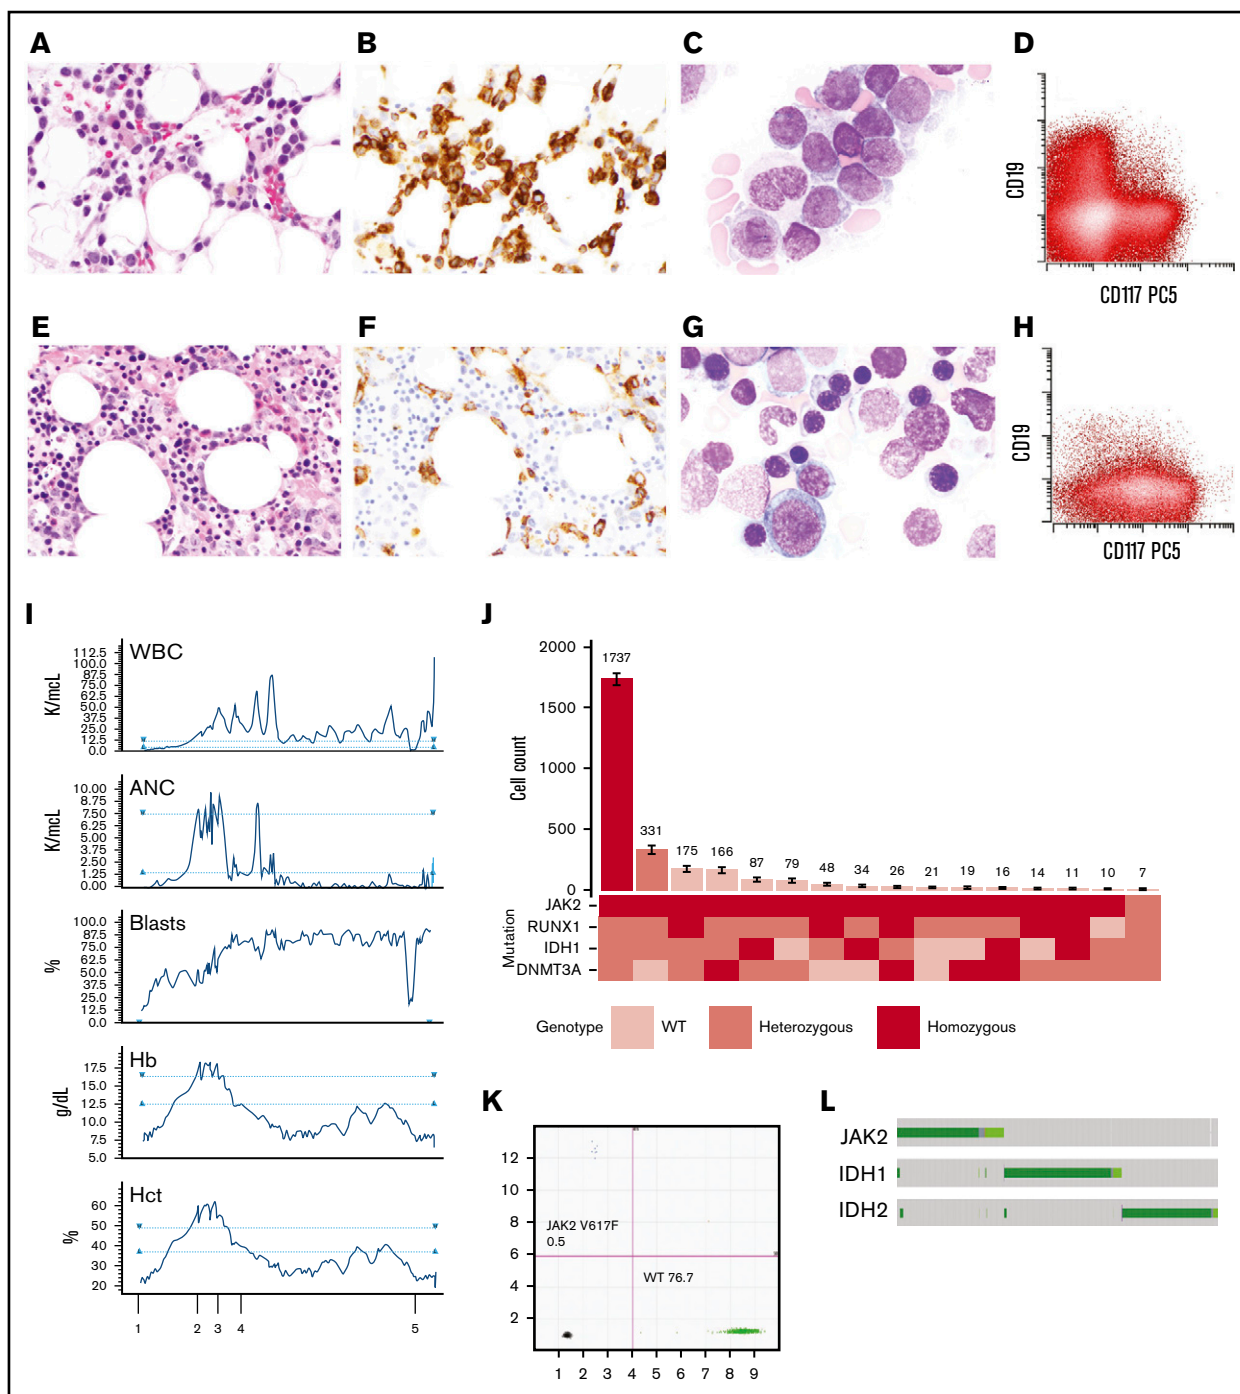 A
B
C
D
CD19
CD117 PC5
E
F
G
H
CD19
CD117 PC5
I
WBC
K/mcL
112.5
100.0
87.5
75.0
62.5
50.0
37.5
25.0
12.5
0.0
ANC
K/mcL
10.00
8.75
7.50
6.25
5.00
3.75
2.50
1.25
0.00
Blasts
%
100.0
87.5
75.0
62.5
50.0
37.5
25.0
12.5
0.0
Hb
g/dL
17.5
15.0
12.5
10.0
7.5
5.0
Hct
%
60
50
40
30
20
1 2 3 4 5
J
Cell count
2000
1500
1000
500
0
1737 331 175 166 87 79 48 34 26 21 19 16 14 11 10 7
Mutation
JAK2
RUNX1
IDH1
DNMT3A
Genotype WT Heterozygous Homozygous
K
12
10
8
6
4
2
JAK2 V617F
0.5
WT 76.7
1 2 3 4 5 6 7 8 9
L
JAK2
IDH1
IDH2